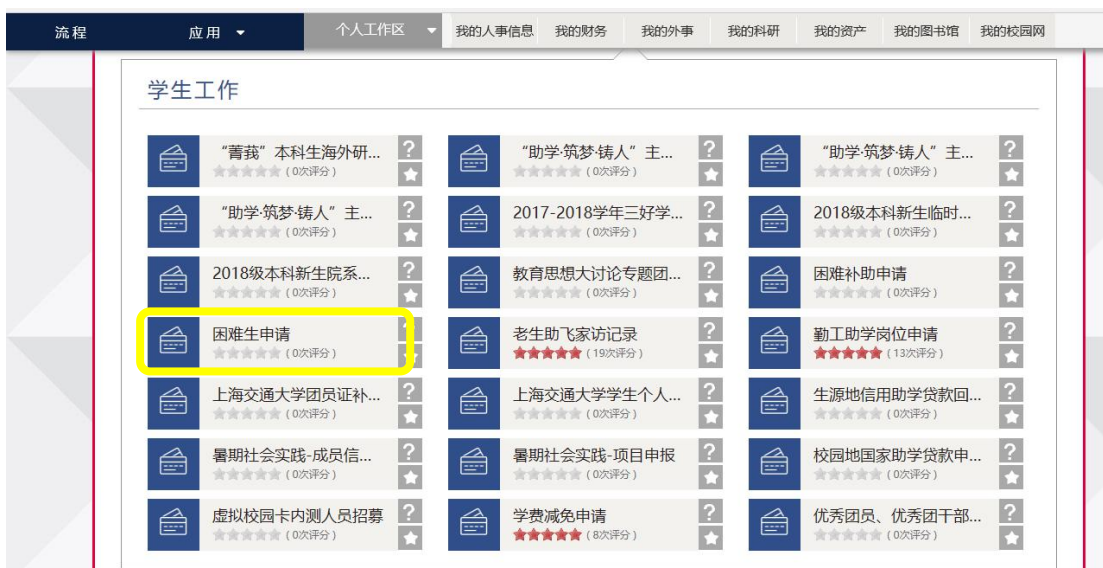 流程 应用 个人工作区 我的人事信息 我的财务 我的外事 我的科研 我的资产 我的图书馆 我的校园网
学生工作
“菁莪”本科生海外研... ? “助学·筑梦·铸人”主... ? “助学·筑梦·铸人”主... ?
(0次评分) (0次评分) (0次评分)
“助学·筑梦·铸人”主... ? 2017-2018学年三好学... ? 2018级本科新生临时... ?
(0次评分) (0次评分) (0次评分)
2018级本科新生院系... ? 教育思想大讨论专题团... ? 困难补助申请 ?
(0次评分) (0次评分) (0次评分)
困难生申请 ? 老生助飞家访记录 ? 勤工助学岗位申请 ?
(0次评分) (19次评分) (13次评分)
上海交通大学团员证补... ? 上海交通大学学生个人... ? 生源地信用助学贷款回... ?
(0次评分) (0次评分) (0次评分)
暑期社会实践-成员信... ? 暑期社会实践-项目申报 ? 校园地国家助学贷款申... ?
(0次评分) (0次评分) (0次评分)
虚拟校园卡内测人员招募 ? 学费减免申请 ? 优秀团员、优秀团干部... ?
(0次评分) (8次评分) (0次评分)